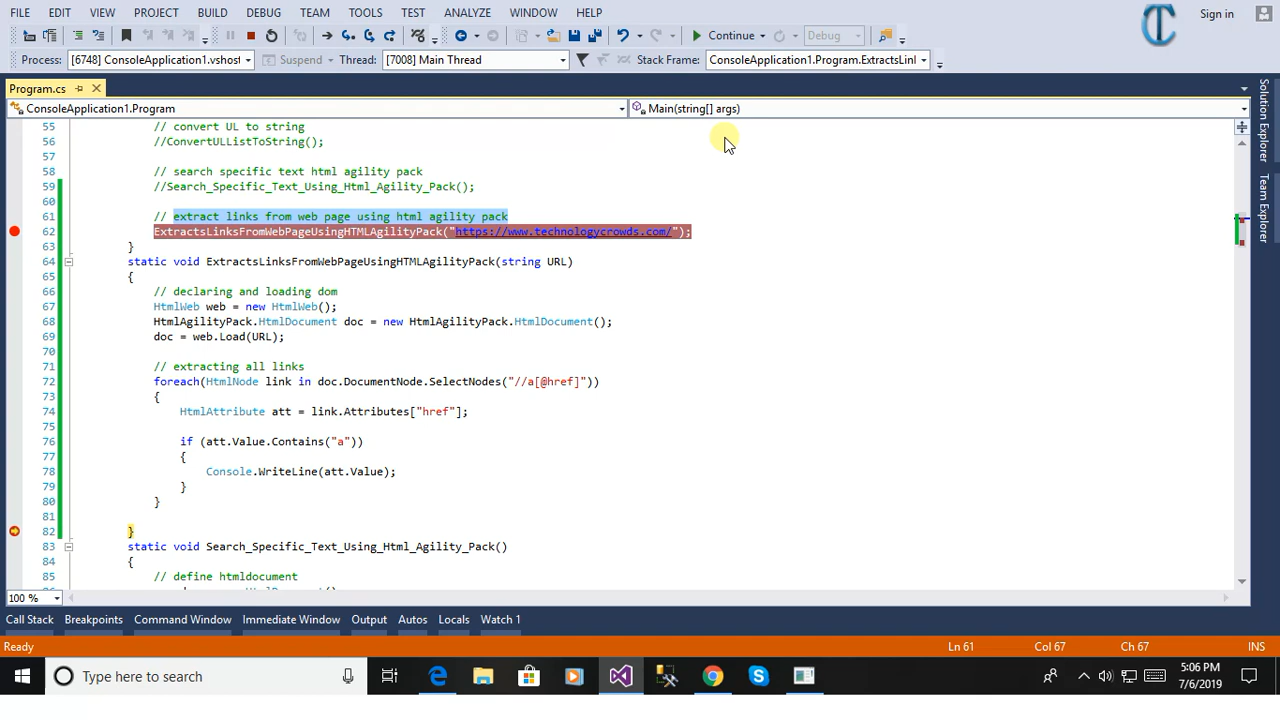 FILE EDIT VIEW PROJECT BUILD DEBUG TEAM TOOLS TEST ANALYZE WINDOW HELP
Sign in
Continue
Debug
Process: [6748] ConsoleApplication1.vshost Suspend Thread: [7008] Main Thread Stack Frame: ConsoleApplication1.Program.ExtractsLinl
Program.cs
ConsoleApplication1.Program Main(string[] args)
Solution Explorer
Team Explorer
55 // convert UL to string
56 //ConvertULListToString();
57
58 // search specific text html agility pack
59 //Search_Specific_Text_Using_Html_Agility_Pack();
60
61 // extract links from web page using html agility pack
62 ExtractsLinksFromWebPageUsingHTMLAgilityPack("https://www.technologycrowds.com/");
63 }
64 static void ExtractsLinksFromWebPageUsingHTMLAgilityPack(string URL)
65 {
66 // declaring and loading dom
67 HtmlWeb web = new HtmlWeb();
68 HtmlAgilityPack.HtmlDocument doc = new HtmlAgilityPack.HtmlDocument();
69 doc = web.Load(URL);
70
71 // extracting all links
72 foreach(HtmlNode link in doc.DocumentNode.SelectNodes("//a[@href]"))
73 {
74 HtmlAttribute att = link.Attributes["href"];
75
76 if (att.Value.Contains("a"))
77 {
78 Console.WriteLine(att.Value);
79 }
80 }
81
82 }
83 static void Search_Specific_Text_Using_Html_Agility_Pack()
84 {
85 // define htmldocument
100 %
Call Stack Breakpoints Command Window Immediate Window Output Autos Locals Watch 1
Ready Ln 61 Col 67 Ch 67 INS
Type here to search
5:06 PM
7/6/2019